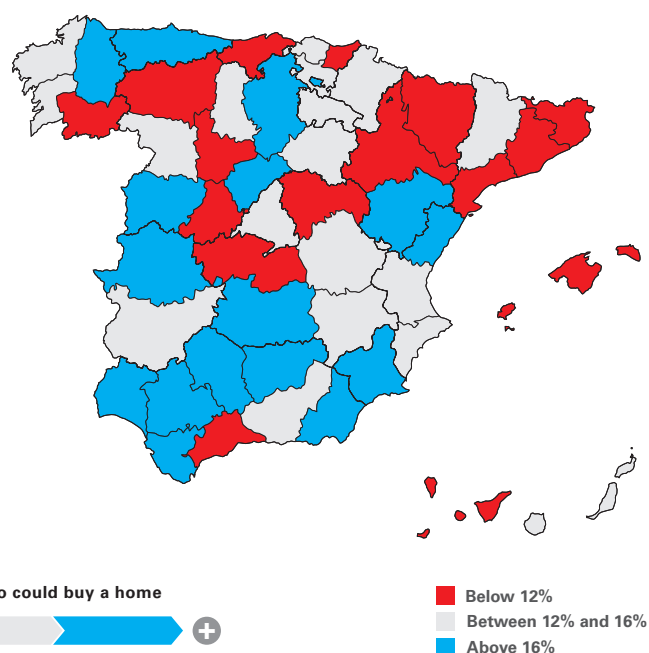 o could buy a home
+
Below 12%
Between 12% and 16%
Above 16%